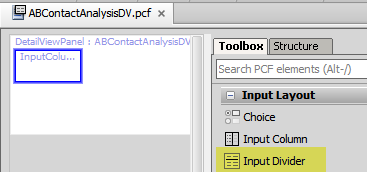 ABContactAnalysisDV.pcf
DetailViewPanel : ABContactAnalysisDV
InputColu...
Toolbox
Structure
Search PCF elements (Alt-/)
Input Layout
Choice
Input Column
Input Divider